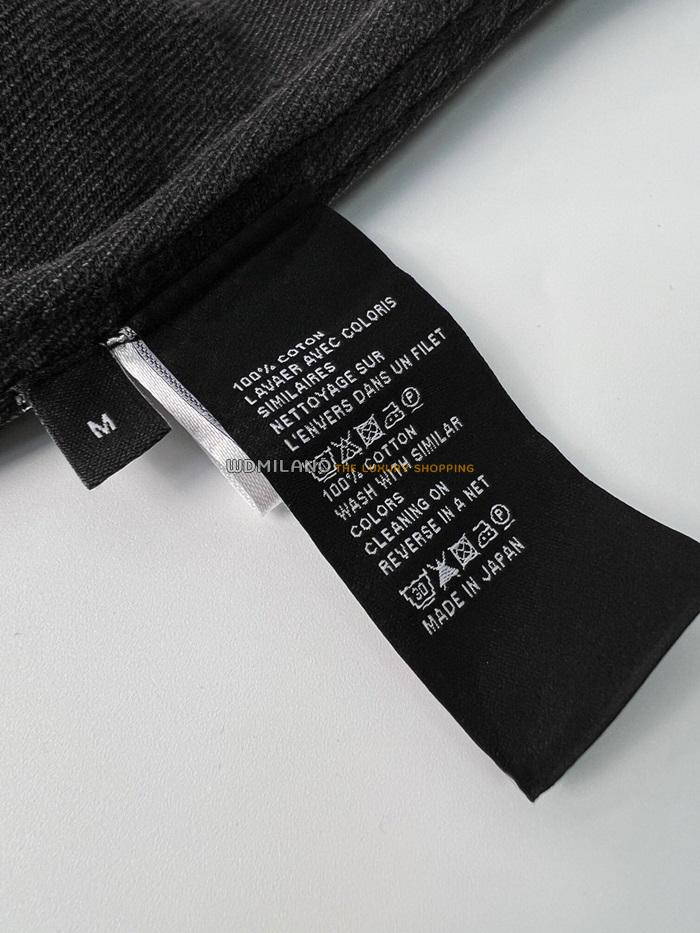 100% COTON
LAVAER AVEC COLORIS
SIMILAIRES
NETTOYAGE SUR
L'ENVERS DANS UN FILET
P
WDMILANO THE LUXURY SHOPPING
100% COTTON
WASH WITH SIMILAR
COLORS
CLEANING ON
REVERSE IN A NET
30 P
MADE IN JAPAN
M